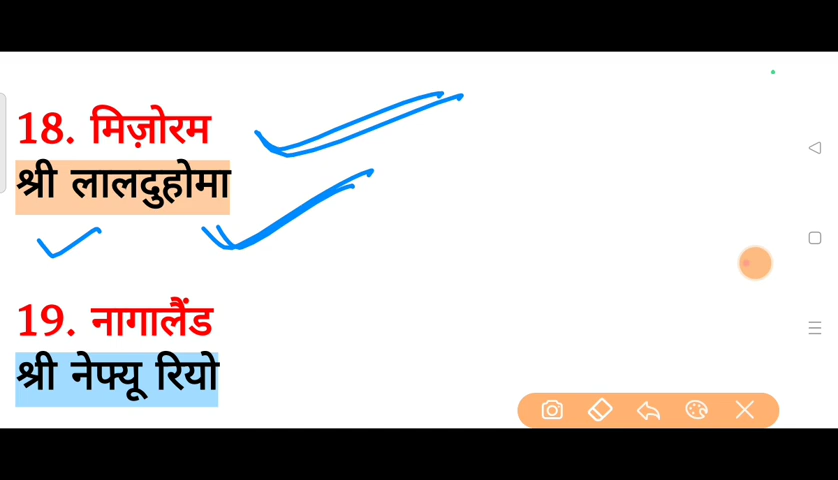 18. मिज़ोरम
श्री लालदुहोमा
19. नागालैंड
श्री नेफ्यू रियो